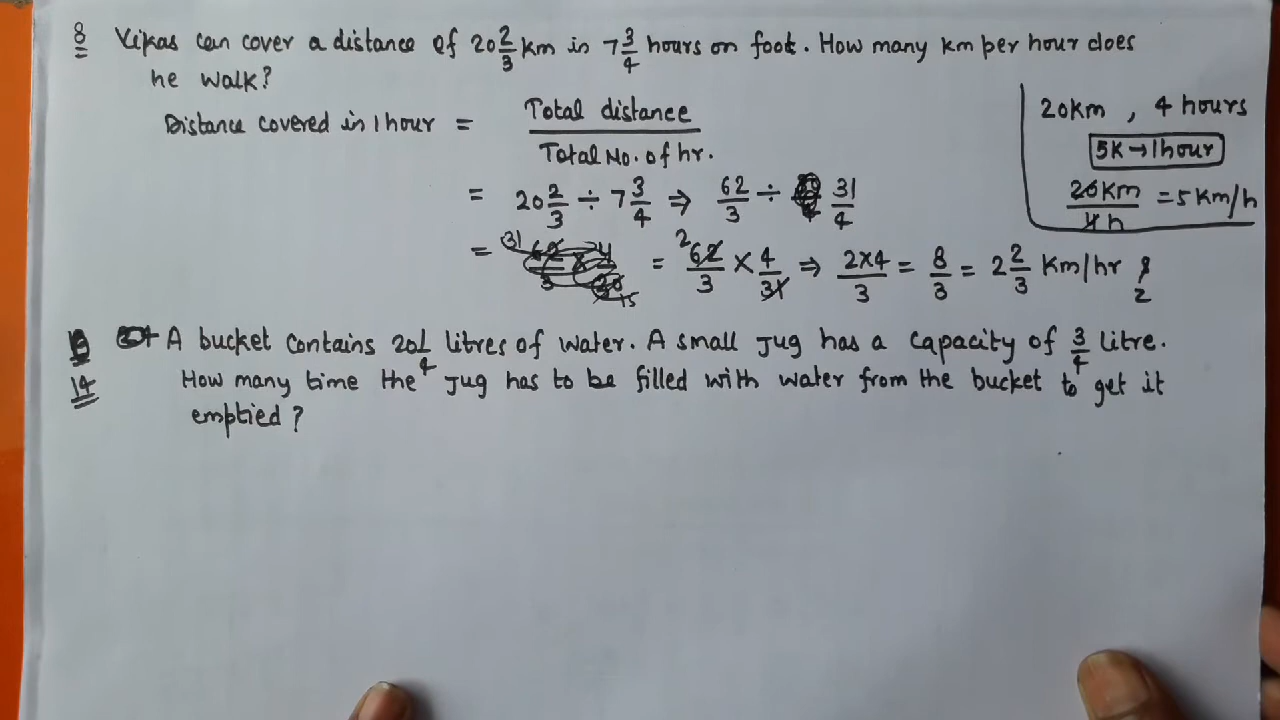 8 Vikas can cover a distance of 20 2/3 km in 7 3/4 hours on foot. How many km per hour does
he walk?
Distance covered in 1 hour = Total distance / Total No. of hr.
= 20 2/3 ÷ 7 3/4 ⇒ 62/3 ÷ 31/4
= 62/3 × 4/31 ⇒ 2×4/3 = 8/3 = 2 2/3 km/hr
20km , 4 hours
5K→1hour
20km/4h = 5 km/h
14 A bucket contains 20 1/4 litres of water. A small Jug has a capacity of 3/4 litre.
How many time the Jug has to be filled with water from the bucket to get it
emptied?